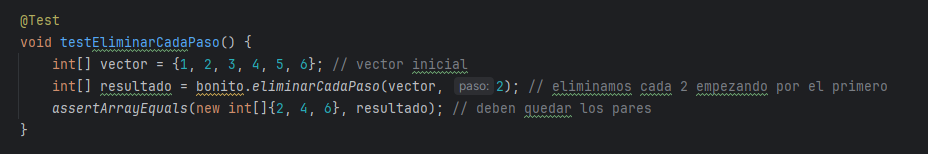 @Test
void testEliminarCadaPaso() {
int[] vector = {1, 2, 3, 4, 5, 6}; // vector inicial
int[] resultado = bonito.eliminarCadaPaso(vector, paso: 2); // eliminamos cada 2 empezando por el primero
assertArrayEquals(new int[]{2, 4, 6}, resultado); // deben quedar los pares
}